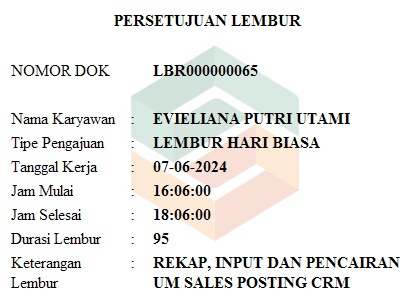 PERSETUJUAN LEMBUR
NOMOR DOK LBR000000065
Nama Karyawan : EVIELIANA PUTRI UTAMI
Tipe Pengajuan : LEMBUR HARI BIASA
Tanggal Kerja : 07-06-2024
Jam Mulai : 16:06:00
Jam Selesai : 18:06:00
Durasi Lembur : 95
Keterangan : REKAP, INPUT DAN PENCAIRAN
Lembur UM SALES POSTING CRM